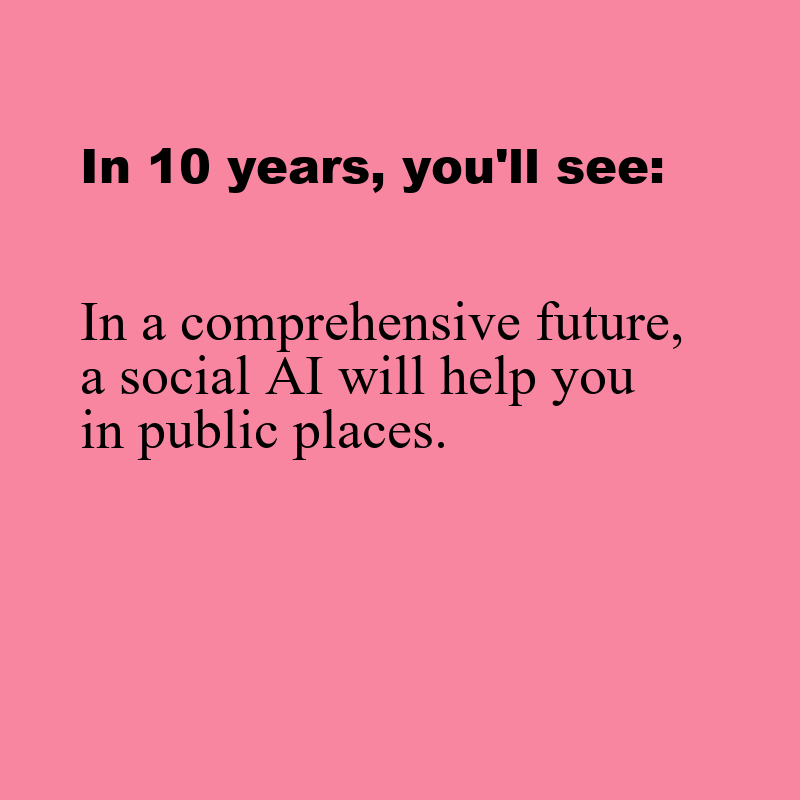 In 10 years, you'll see:
In a comprehensive future,
a social AI will help you
in public places.